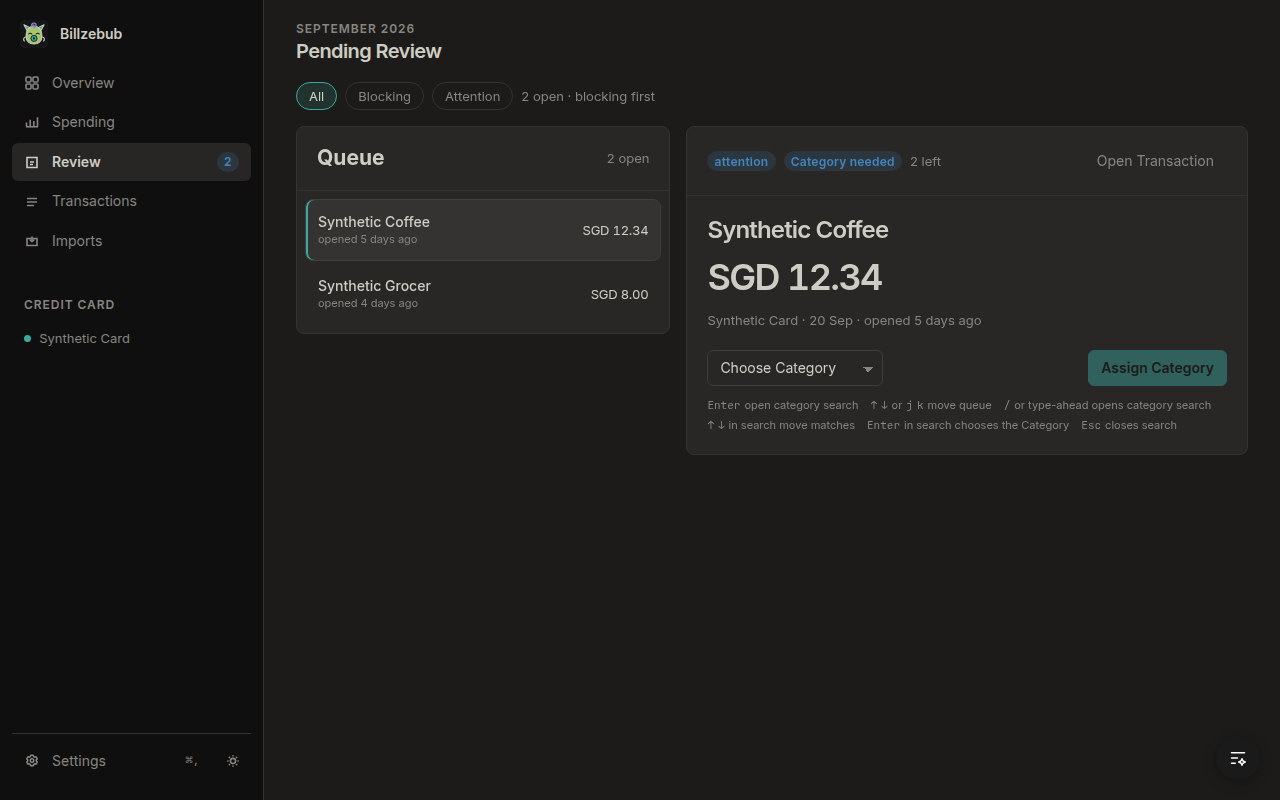 Billzebub
Overview
Spending
Review 2
Transactions
Imports
CREDIT CARD
Synthetic Card
Settings ⌘,
SEPTEMBER 2026
Pending Review
All Blocking Attention 2 open · blocking first
Queue 2 open
Synthetic Coffee SGD 12.34
opened 5 days ago
Synthetic Grocer SGD 8.00
opened 4 days ago
attention Category needed 2 left Open Transaction
Synthetic Coffee
SGD 12.34
Synthetic Card · 20 Sep · opened 5 days ago
Choose Category Assign Category
Enter open category search ↑↓ or j k move queue / or type-ahead opens category search
↑↓ in search move matches Enter in search chooses the Category Esc closes search